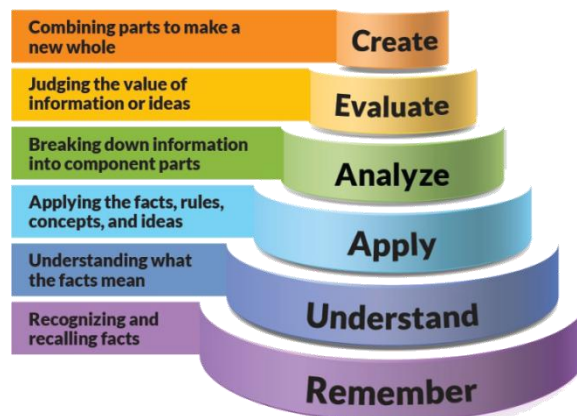 Combining parts to make a
new whole
Create
Judging the value of
information or ideas
Evaluate
Breaking down information
into component parts
Analyze
Applying the facts, rules,
concepts, and ideas
Apply
Understanding what
the facts mean
Understand
Recognizing and
recalling facts
Remember